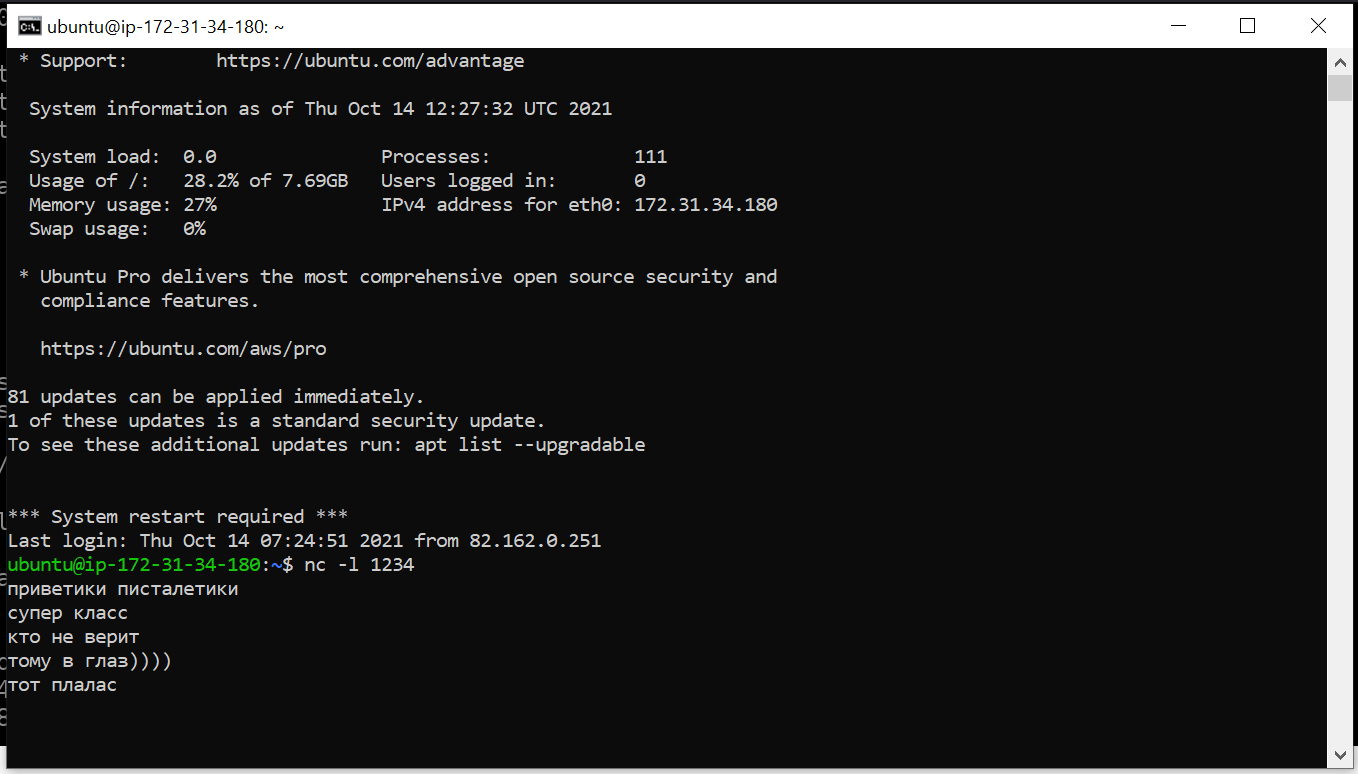 ubuntu@ip-172-31-34-180: ~
* Support:        https://ubuntu.com/advantage
System information as of Thu Oct 14 12:27:32 UTC 2021
System load:  0.0               Processes:             111
Usage of /:   28.2% of 7.69GB   Users logged in:       0
Memory usage: 27%               IPv4 address for eth0: 172.31.34.180
Swap usage:   0%
* Ubuntu Pro delivers the most comprehensive open source security and
compliance features.
https://ubuntu.com/aws/pro
81 updates can be applied immediately.
1 of these updates is a standard security update.
To see these additional updates run: apt list --upgradable
*** System restart required ***
Last login: Thu Oct 14 07:24:51 2021 from 82.162.0.251
ubuntu@ip-172-31-34-180:~$ nc -l 1234
приветики писталетики
супер класс
кто не верит
тому в глаз))))
тот плалас